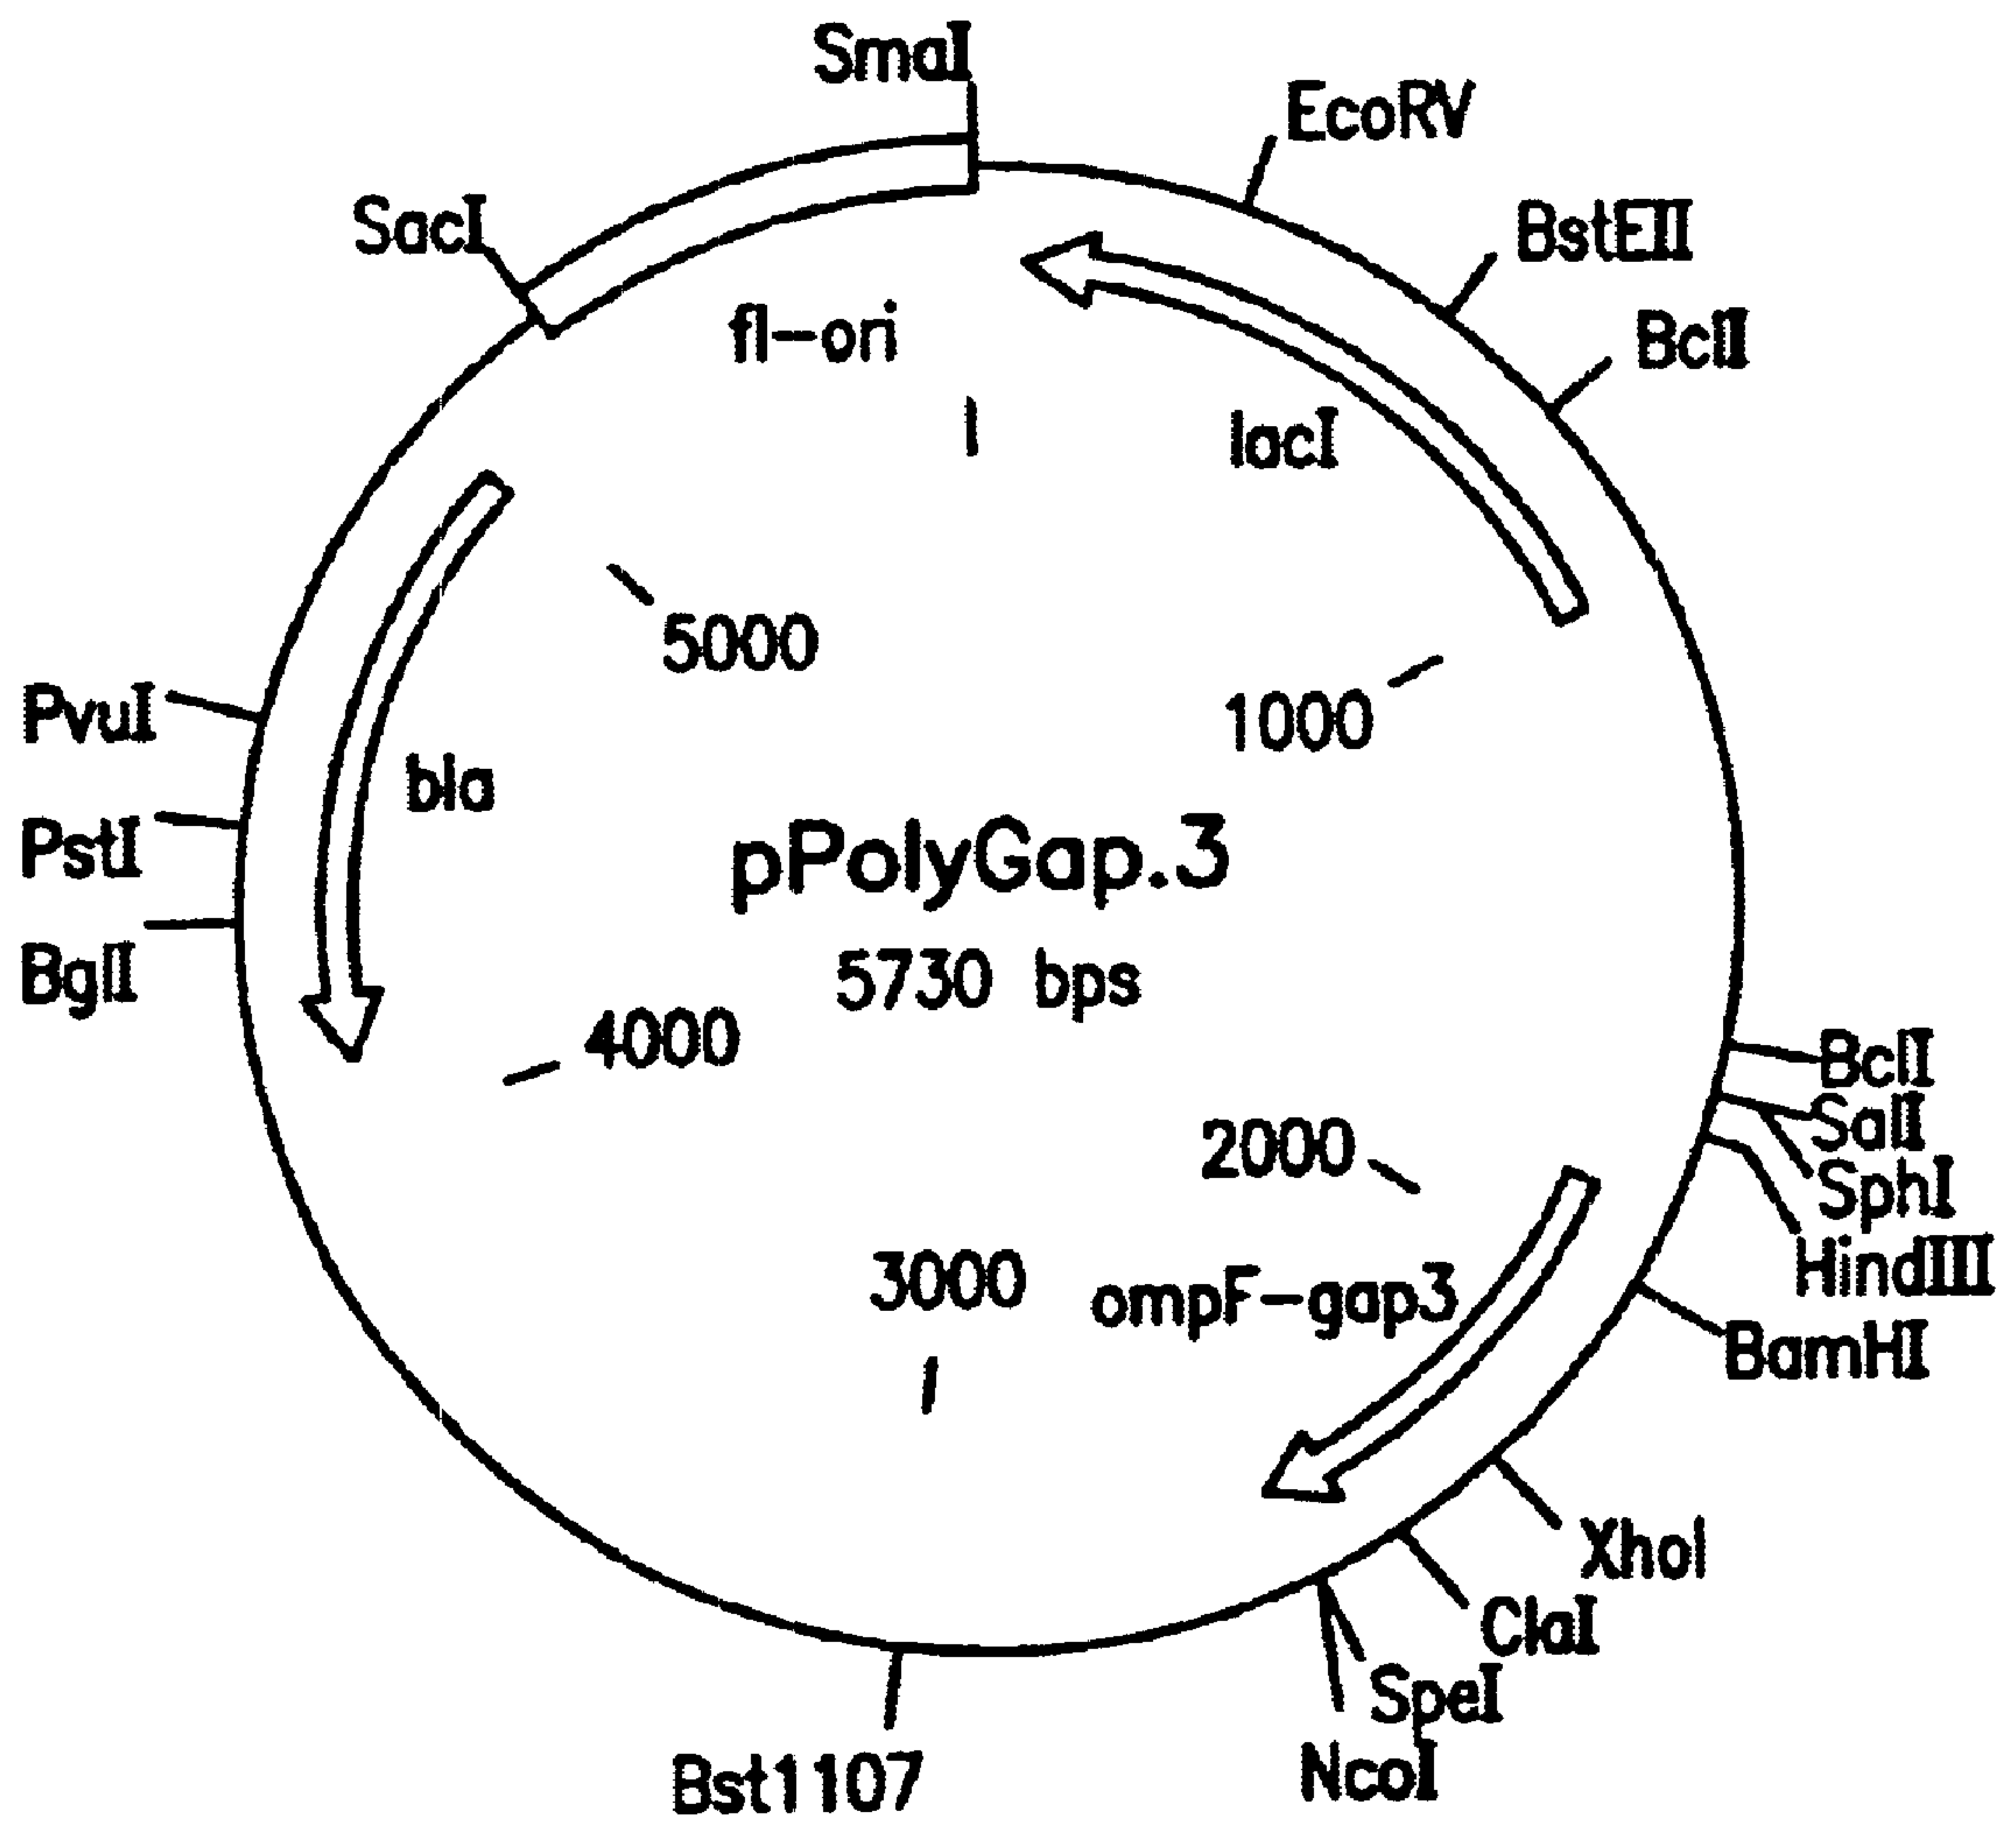 SmaI
EcoRV
SacI
BstEII
BclI
fl-ori
lacI
5000
PvuI
1000
bla
PstI
pPolyGap.3
BglI
5730 bps
4000
BclI
SalI
2000
SphI
HindIII
3000
ompF-gap3
BamHI
XhoI
ClaI
SpeI
NcoI
Bst1107